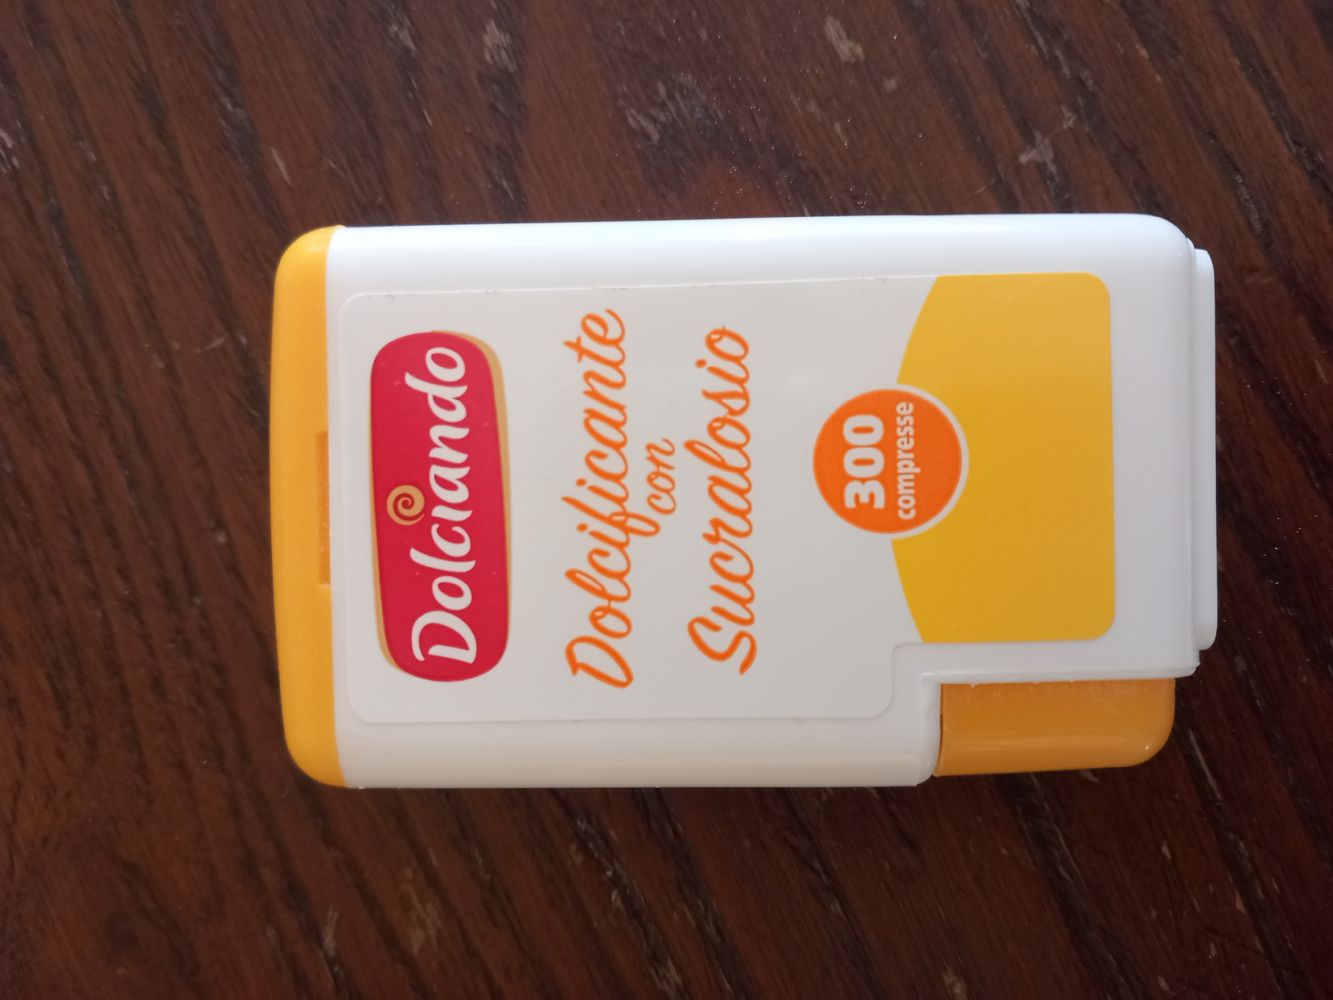 Dolciando
Dolcificante
con
Sucralosio
300
compresse